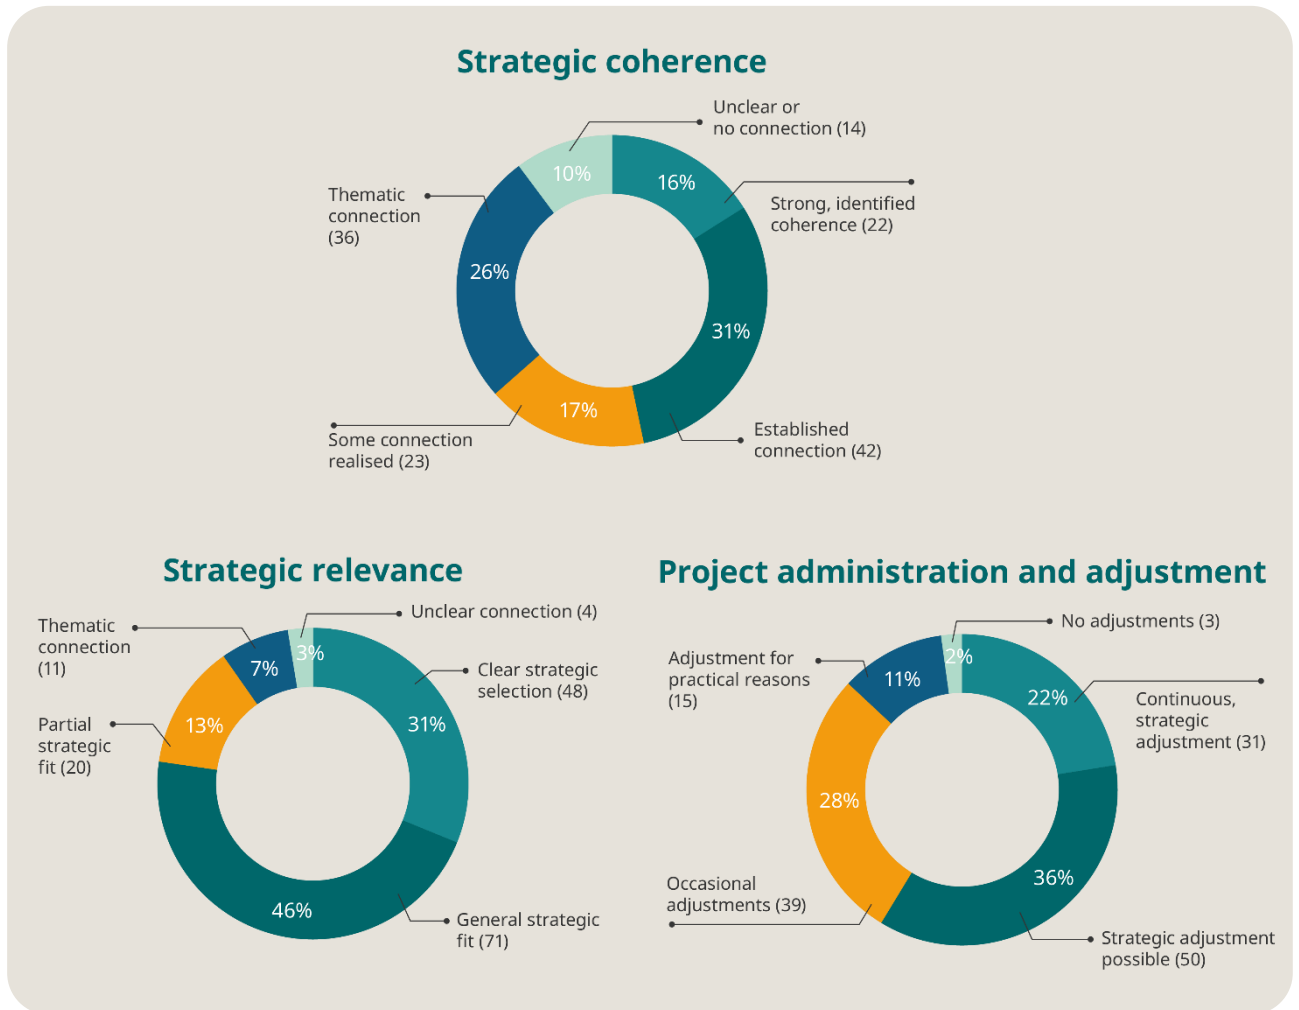 Strategic coherence
Unclear or
no connection (14)
10%
16%
Thematic
connection
(36)
Strong, identified
coherence (22)
26%
31%
17%
Some connection
realised (23)
Established
connection (42)
Strategic relevance
Unclear connection (4)
Thematic
connection
(11)
3%
7%
Clear strategic
selection (48)
31%
13%
Partial
strategic
fit (20)
46%
General strategic
fit (71)
Project administration and adjustment
No adjustments (3)
2%
Adjustment for
practical reasons
(15)
11%
22%
Continuous,
strategic
adjustment (31)
28%
36%
Occasional
adjustments (39)
Strategic adjustment
possible (50)